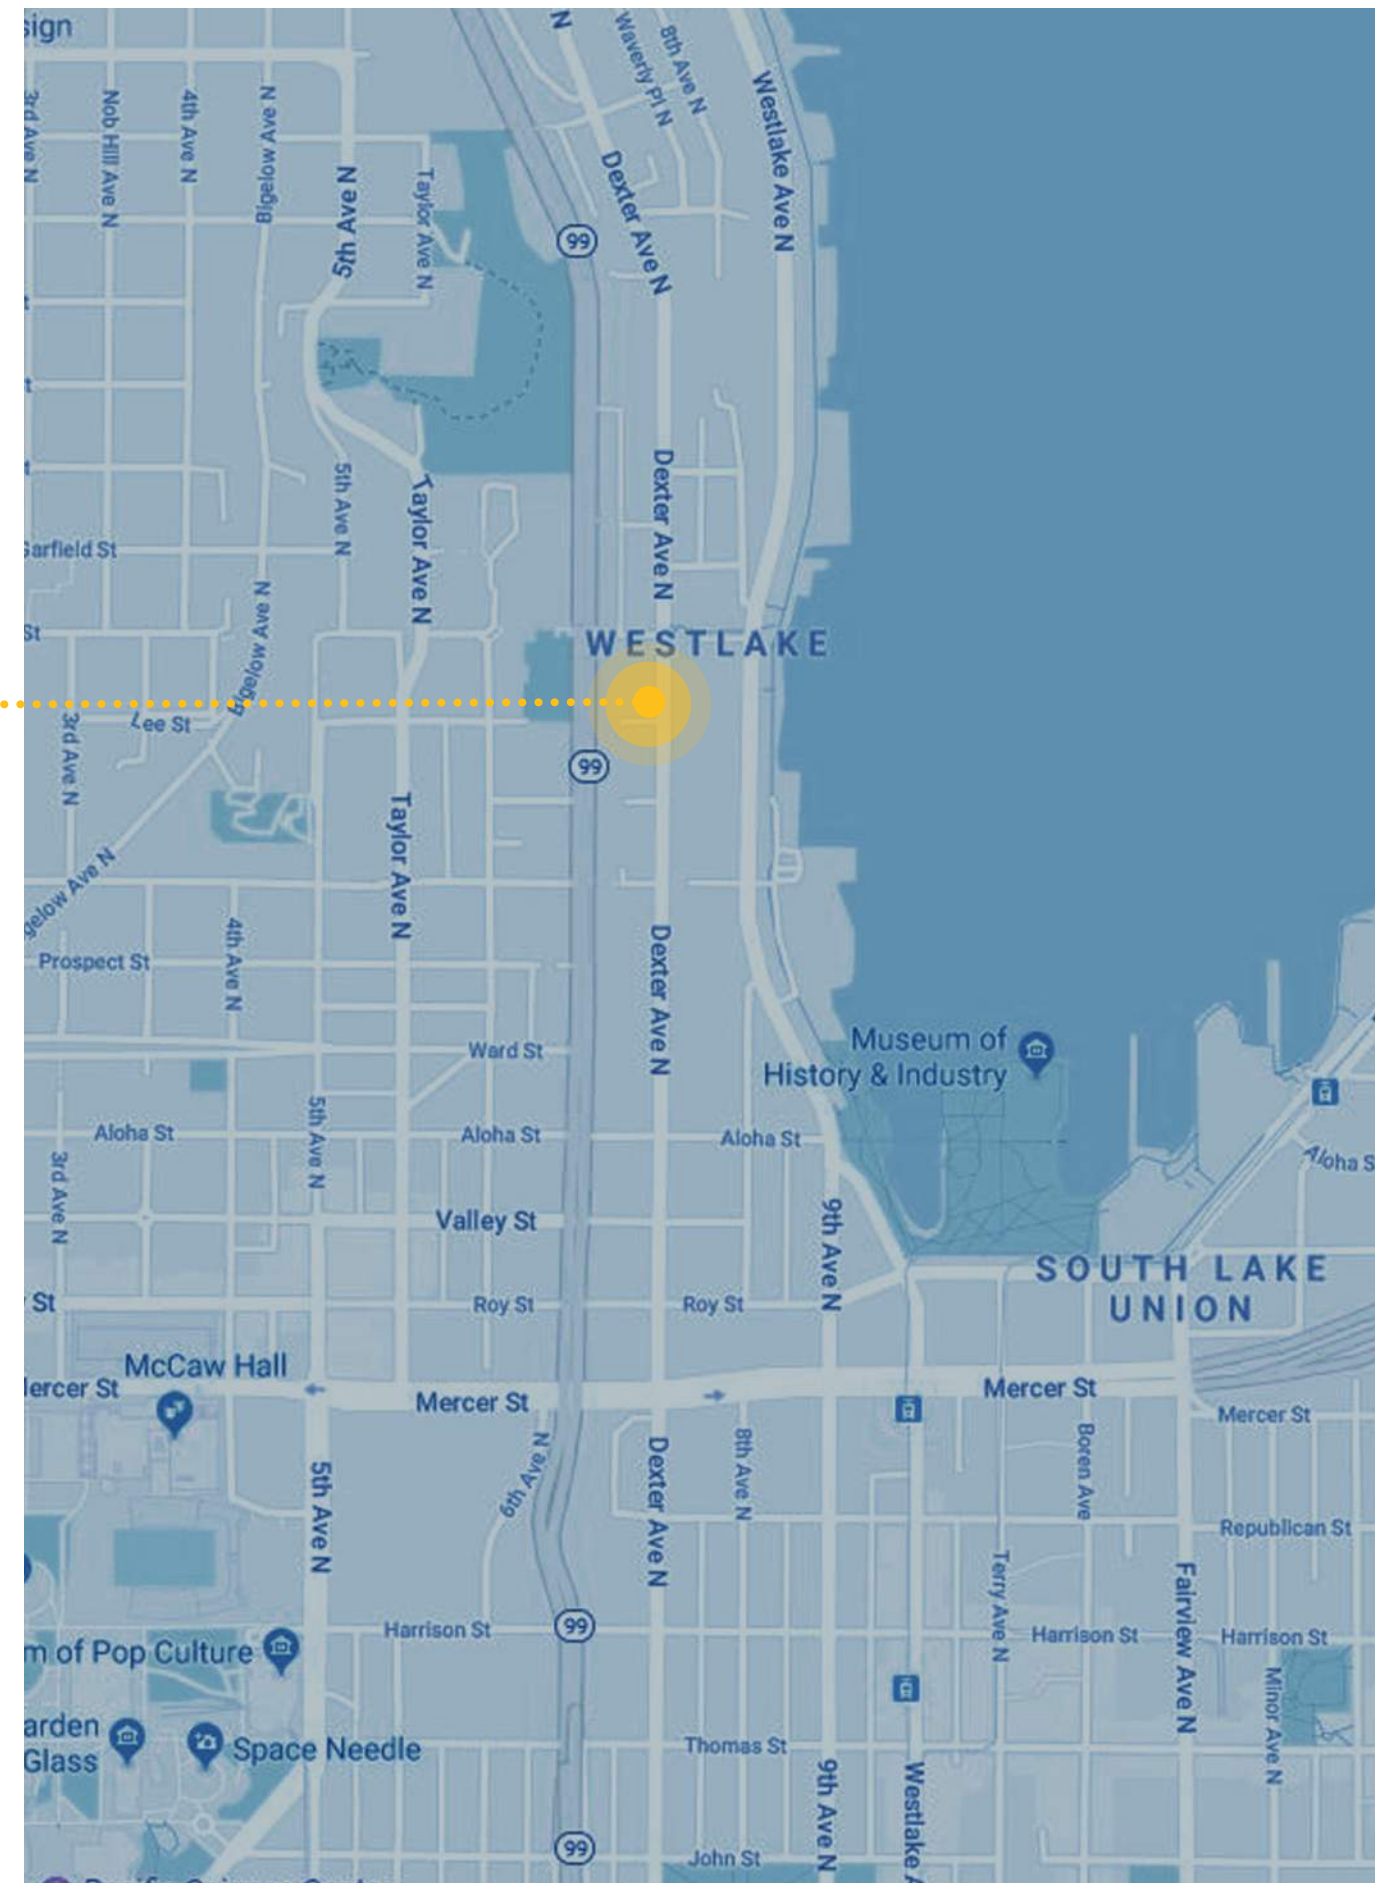 sign
N
Waverly Pl N
8th Ave N
Westlake Ave N
3rd Ave N
Nob Hill Ave N
4th Ave N
Bigelow Ave N
5th Ave N
Taylor Ave N
Dexter Ave N
99
5th Ave N
Taylor Ave N
Dexter Ave N
arfield St
Bigelow Ave N
St
WESTLAKE
Lee St
3rd Ave N
99
Taylor Ave N
gelow Ave N
4th Ave N
Dexter Ave N
Prospect St
Ward St
Museum of
History & Industry
5th Ave N
Aloha St
Aloha St
Aloha St
Aloha S
3rd Ave N
Valley St
9th Ave N
SOUTH LAKE
UNION
St
Roy St
Roy St
McCaw Hall
lercer St
Mercer St
Mercer St
Mercer St
6th Ave N
5th Ave N
Dexter Ave N
8th Ave N
Boren Ave
Republican St
Terry Ave N
Fairview Ave N
Harrison St
99
Harrison St
Harrison St
m of Pop Culture
Minor Ave N
arden
Glass
Space Needle
Thomas St
9th Ave N
Westlake A
99
John St